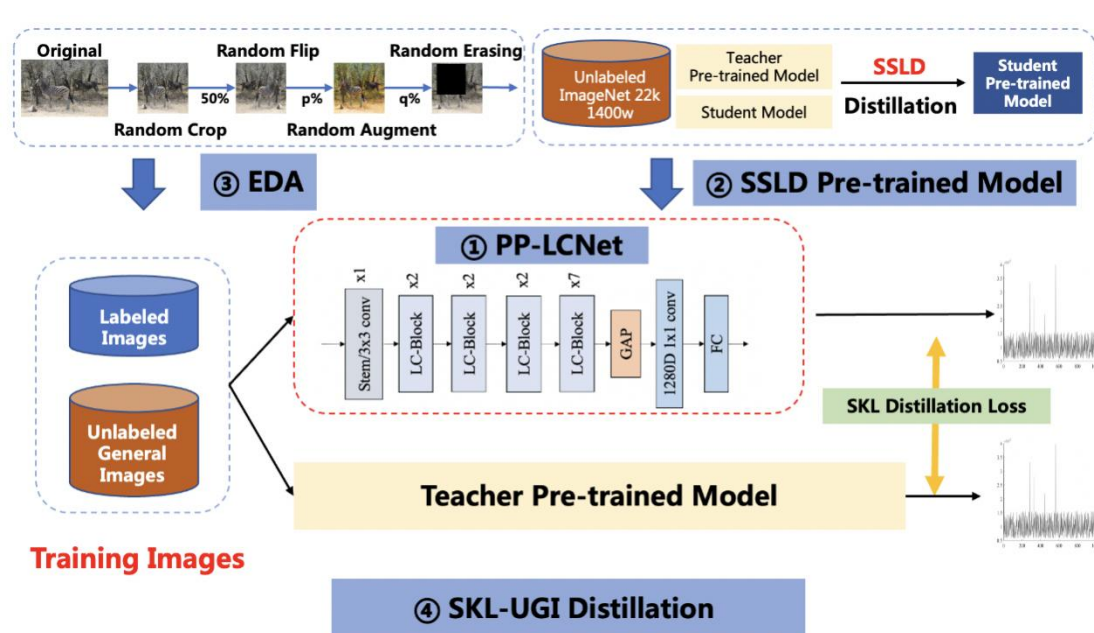 Original
Random Flip
Random Erasing
50%
p%
q%
Random Crop
Random Augment
Unlabeled
ImageNet 22k
1400w
Teacher
Pre-trained Model
Student Model
SSLD
Distillation
Student
Pre-trained
Model
③ EDA
② SSLD Pre-trained Model
① PP-LCNet
x1
x2
x2
x2
x7
Stem/3x3 conv
LC-Block
LC-Block
LC-Block
LC-Block
GAP
1280D 1x1 conv
FC
Labeled
Images
Unlabeled
General
Images
SKL Distillation Loss
Teacher Pre-trained Model
Training Images
④ SKL-UGI Distillation